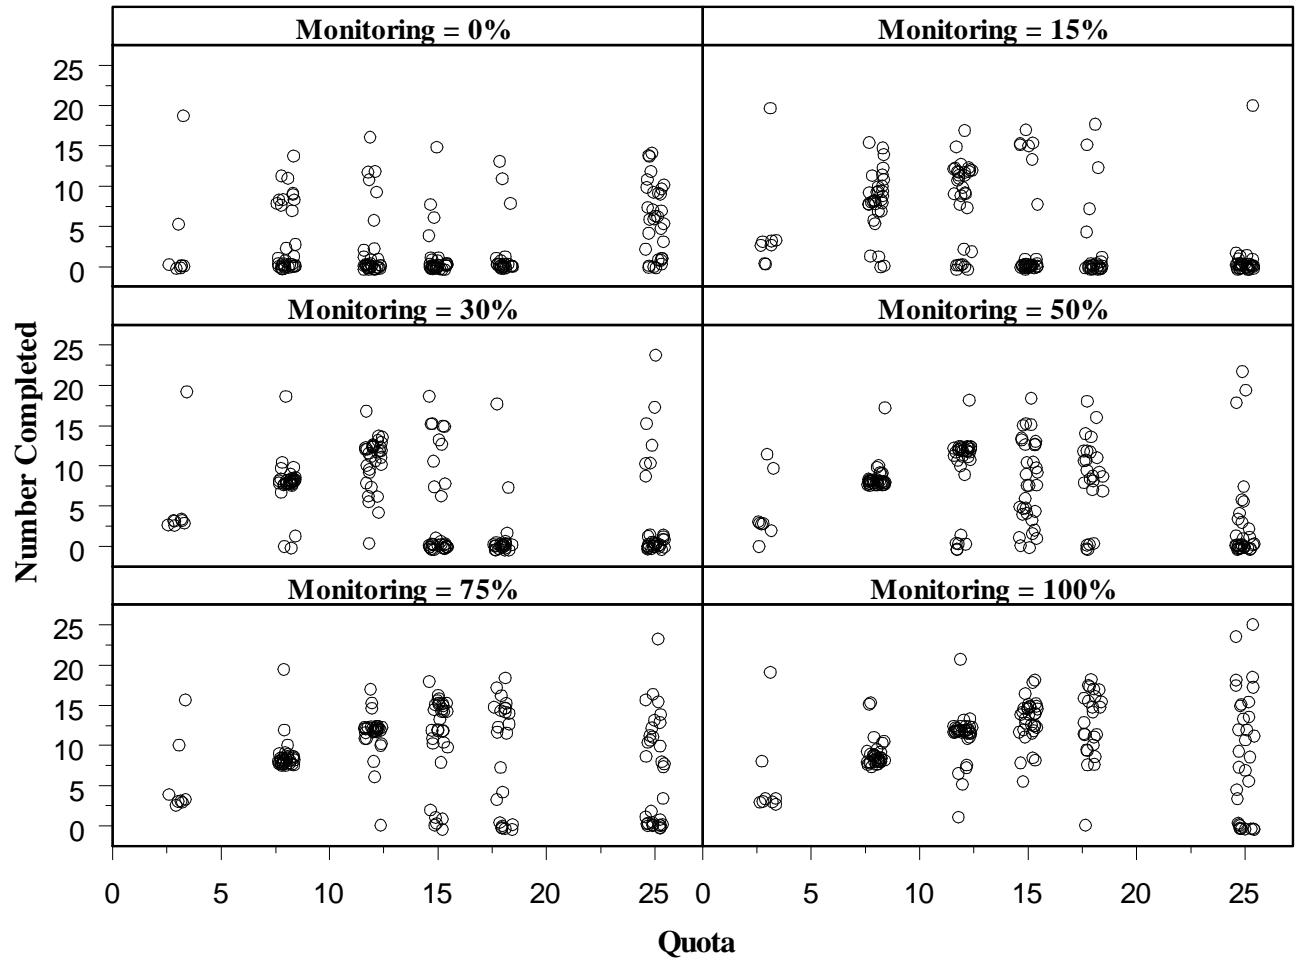 Monitoring = 0%
Monitoring = 15%
25
20
15
10
5
0
Monitoring = 30%
Monitoring = 50%
25
20
15
10
5
0
Number Completed
Monitoring = 75%
Monitoring = 100%
25
20
15
10
5
0
0 5 10 15 20 25 0 5 10 15 20 25
Quota